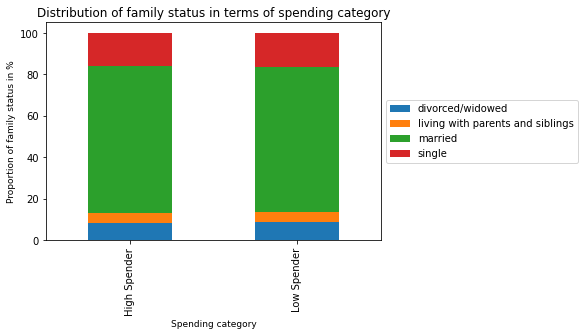 Distribution of family status in terms of spending category
Proportion of family status in %
100
80
60
40
20
0
High Spender
Low Spender
Spending category
divorced/widowed
living with parents and siblings
married
single